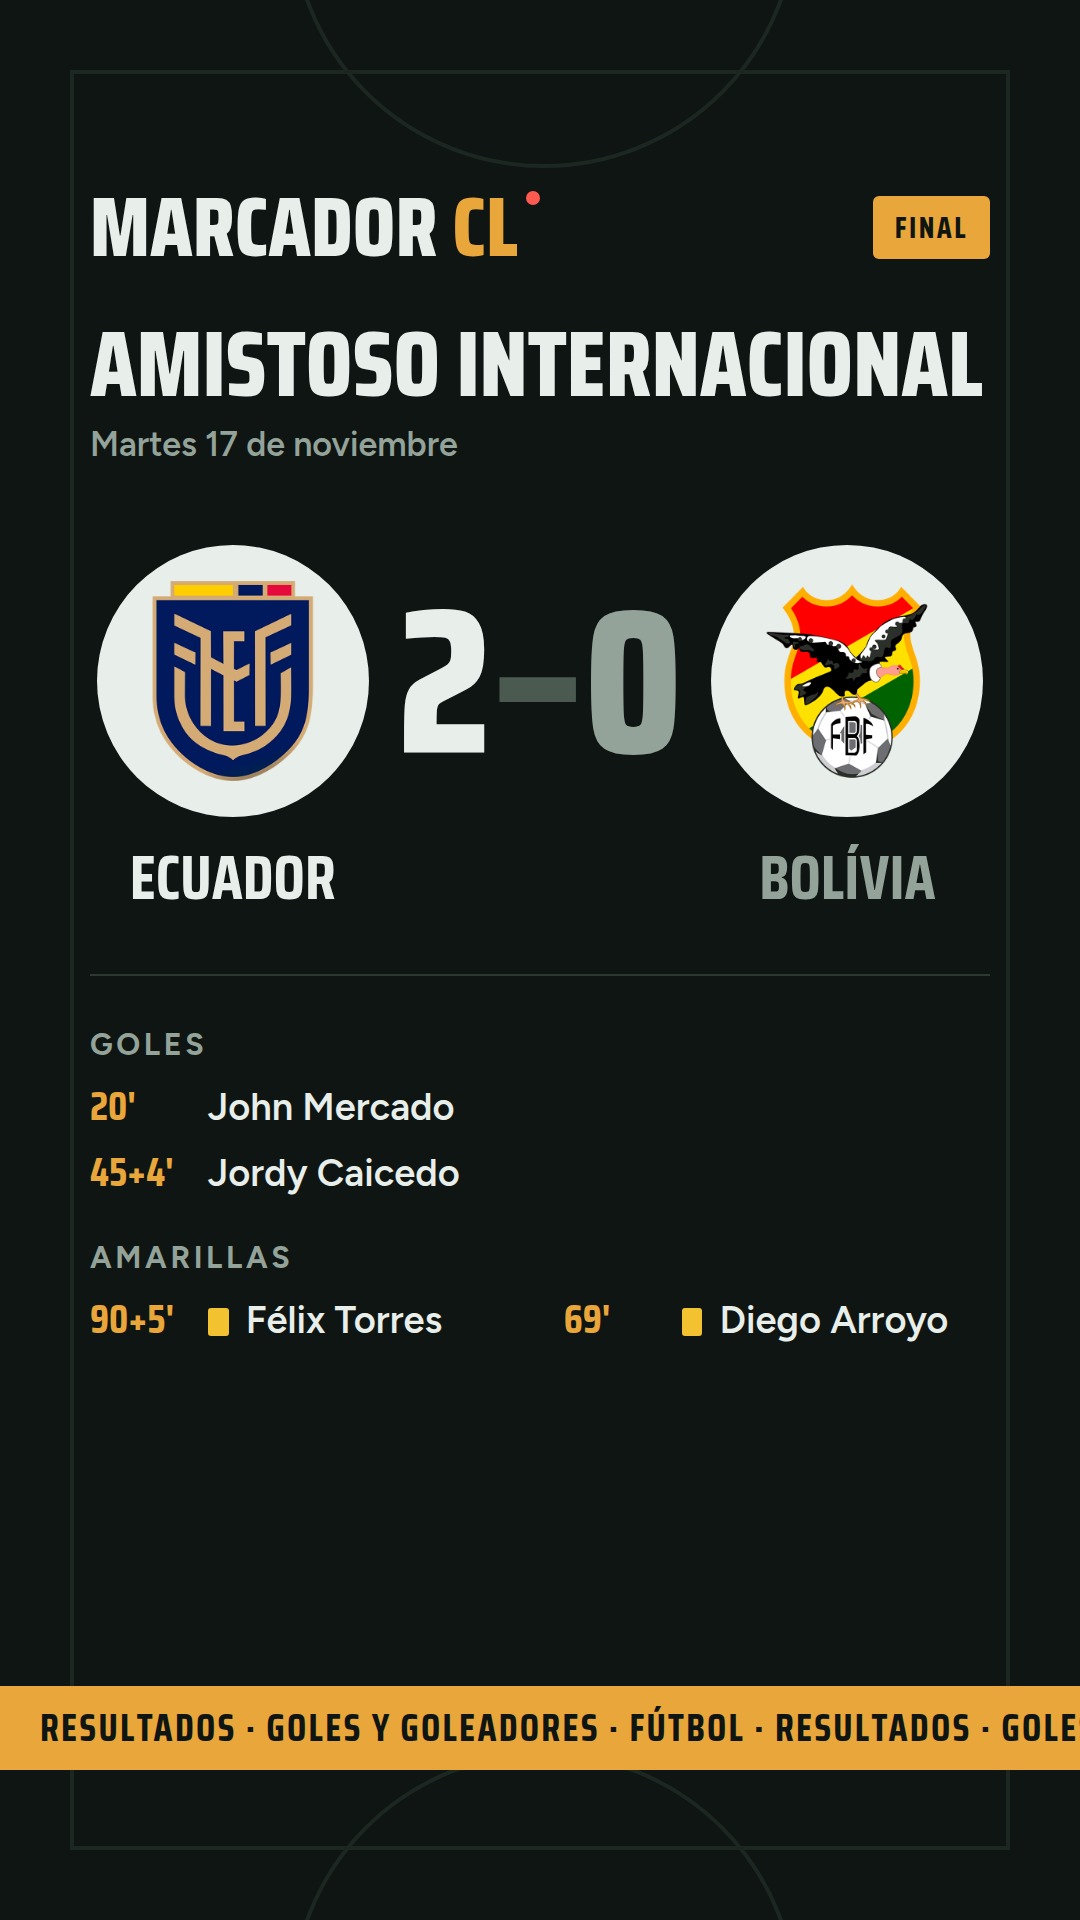 MARCADOR CL
FINAL
AMISTOSO INTERNACIONAL
Martes 17 de noviembre
2–0
FBF
ECUADOR
BOLÍVIA
GOLES
20' John Mercado
45+4' Jordy Caicedo
AMARILLAS
90+5' Félix Torres
69' Diego Arroyo
RESULTADOS · GOLES Y GOLEADORES · FÚTBOL · RESULTADOS · GOLES